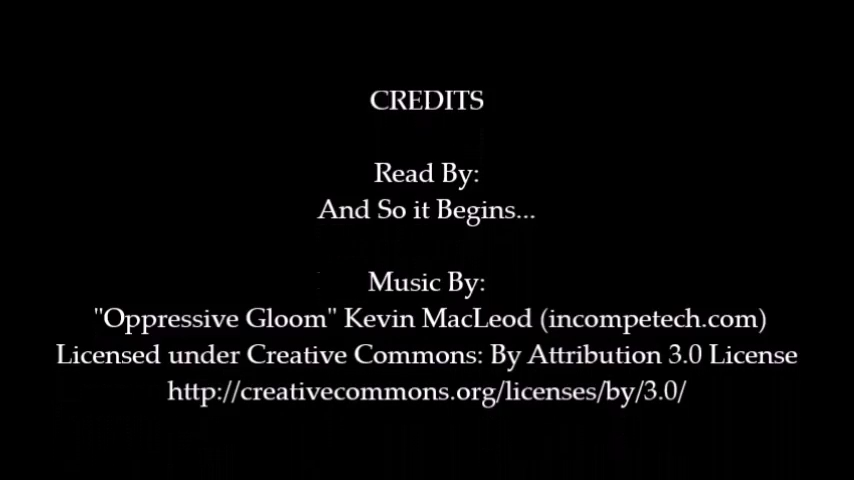 CREDITS
Read By:
And So it Begins...
Music By:
"Oppressive Gloom" Kevin MacLeod (incompetech.com)
Licensed under Creative Commons: By Attribution 3.0 License
http://creativecommons.org/licenses/by/3.0/